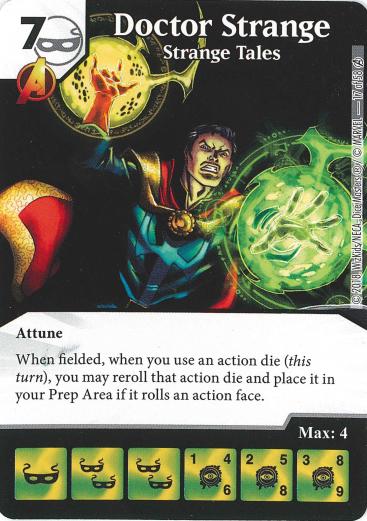 7
Doctor Strange
Strange Tales
© 2018 WizKids/NECA. Dice Masters ® / © MARVEL — 17 of 58
Attune
When fielded, when you use an action die (this
turn), you may reroll that action die and place it in
your Prep Area if it rolls an action face.
Max: 4
1 4 6
2 5 8
3 8 9